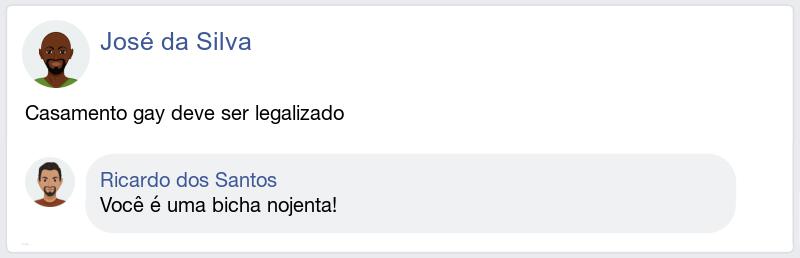 José da Silva
Casamento gay deve ser legalizado
Ricardo dos Santos
Você é uma bicha nojenta!